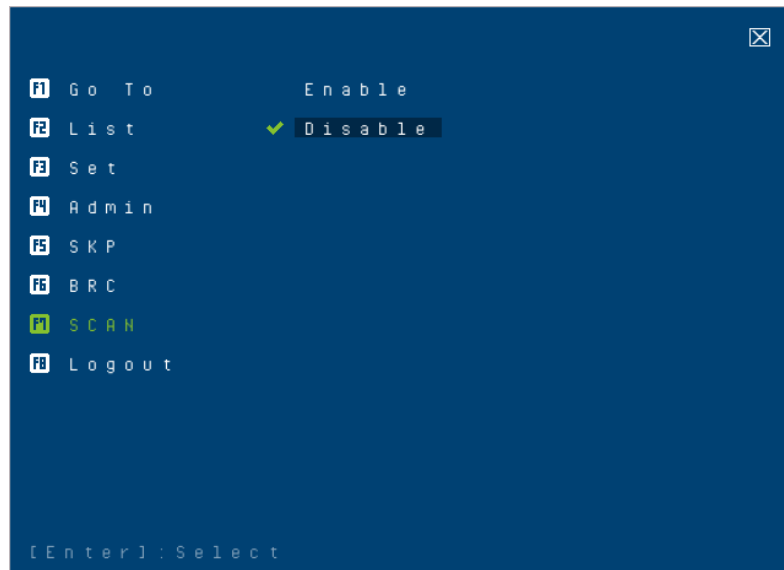 F1 Go To Enable
F2 List Disable
F3 Set
F4 Admin
F5 SKP
F6 BRC
F7 SCAN
F8 Logout
[Enter]:Select